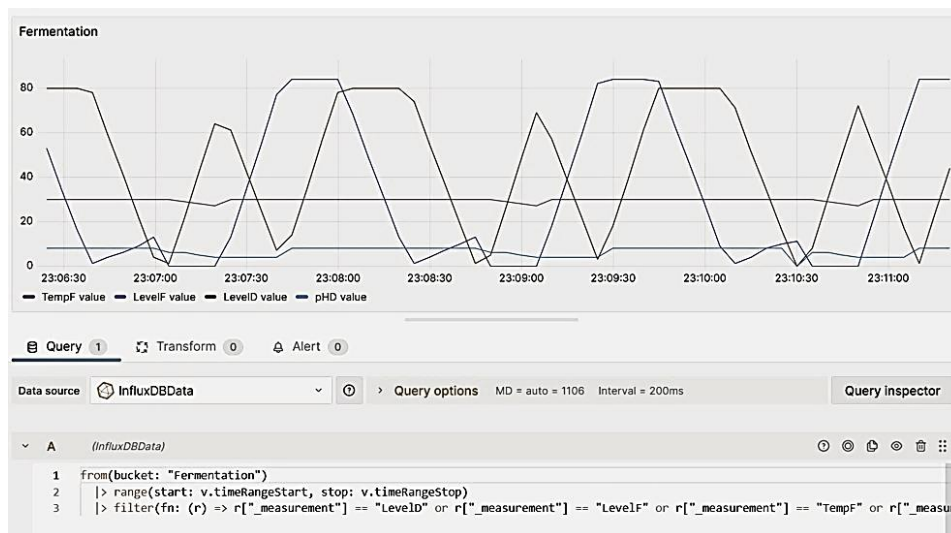 Fermentation
80
60
40
20
0
23:06:30 23:07:00 23:07:30 23:08:00 23:08:30 23:09:00 23:09:30 23:10:00 23:10:30 23:11:00
TempF value LevelF value LevelD value pHD value
Query 1 Transform 0 Alert 0
Data source InfluxDBData Query options MD = auto = 1106 Interval = 200ms Query inspector
A (InfluxDBData)
1 from(bucket: "Fermentation")
2 |> range(start: v.timeRangeStart, stop: v.timeRangeStop)
3 |> filter(fn: (r) => r["_measurement"] == "LevelD" or r["_measurement"] == "LevelF" or r["_measurement"] == "TempF" or r["_measu